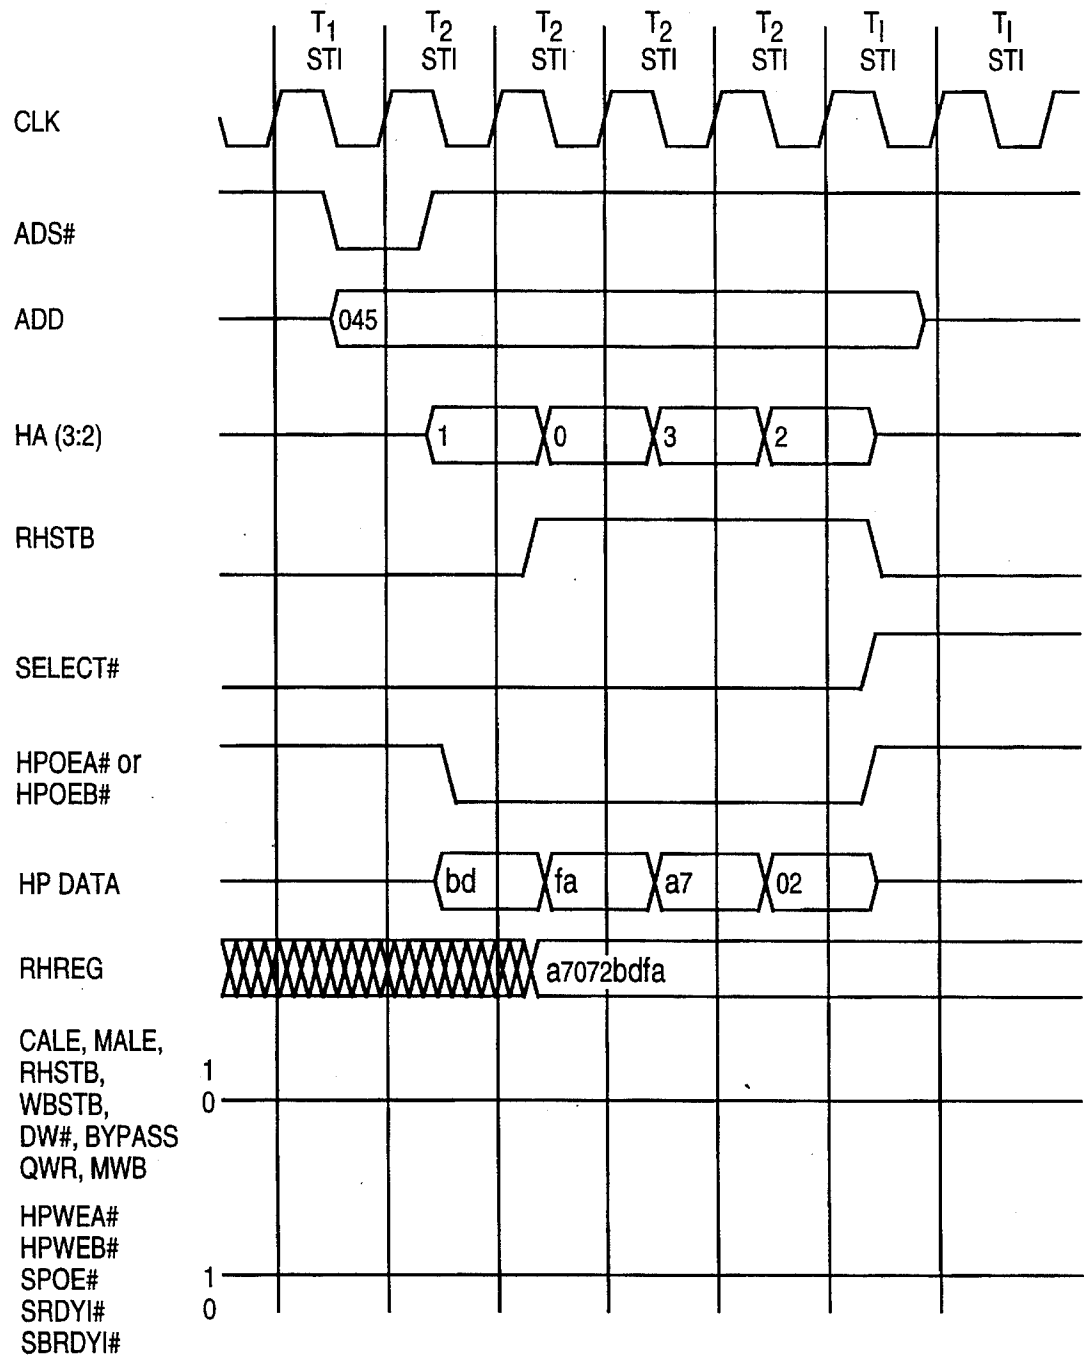 T1 T2 T2 T2 T2 TI TI
STI STI STI STI STI STI STI
CLK
ADS#
ADD 045
HA (3:2) 1 0 3 2
RHSTB
SELECT#
HPOEA# or
HPOEB#
HP DATA bd fa a7 02
RHREG a7072bdfa
CALE, MALE,
RHSTB, 1
WBSTB, 0
DW#, BYPASS
QWR, MWB
HPWEA#
HPWEB#
SPOE# 1
SRDYI# 0
SBRDYI#